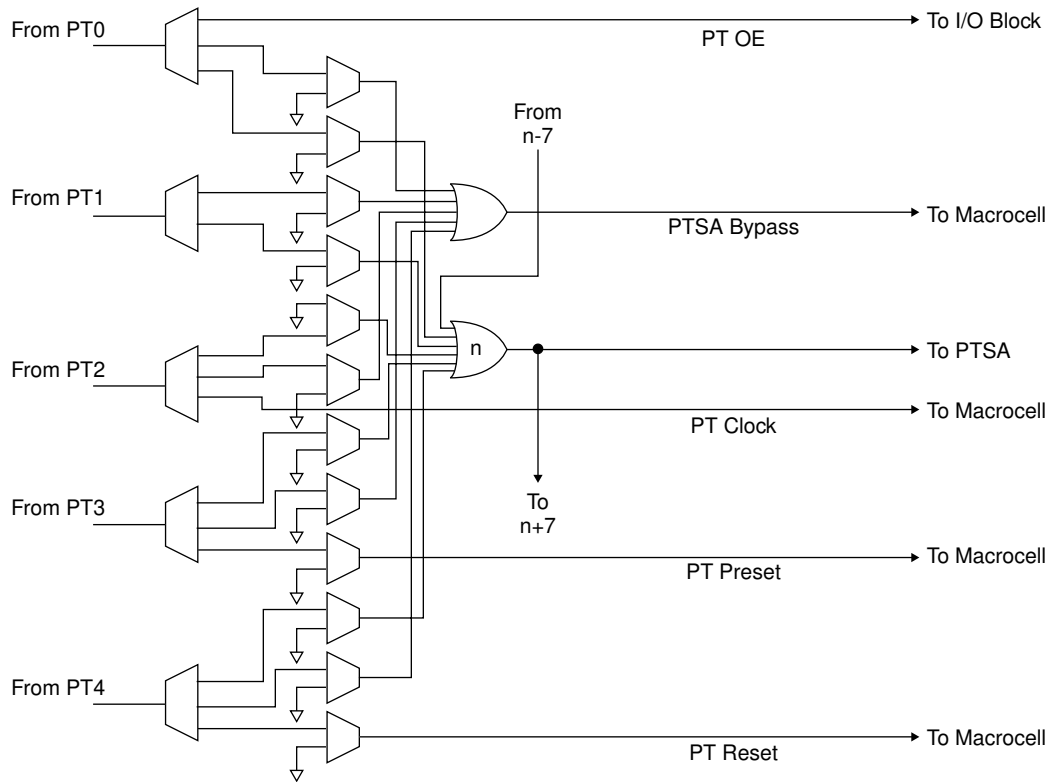 From PT0
To I/O Block
PT OE
From
n-7
From PT1
To Macrocell
PTSA Bypass
n
To PTSA
From PT2
To Macrocell
PT Clock
To
n+7
From PT3
To Macrocell
PT Preset
From PT4
To Macrocell
PT Reset